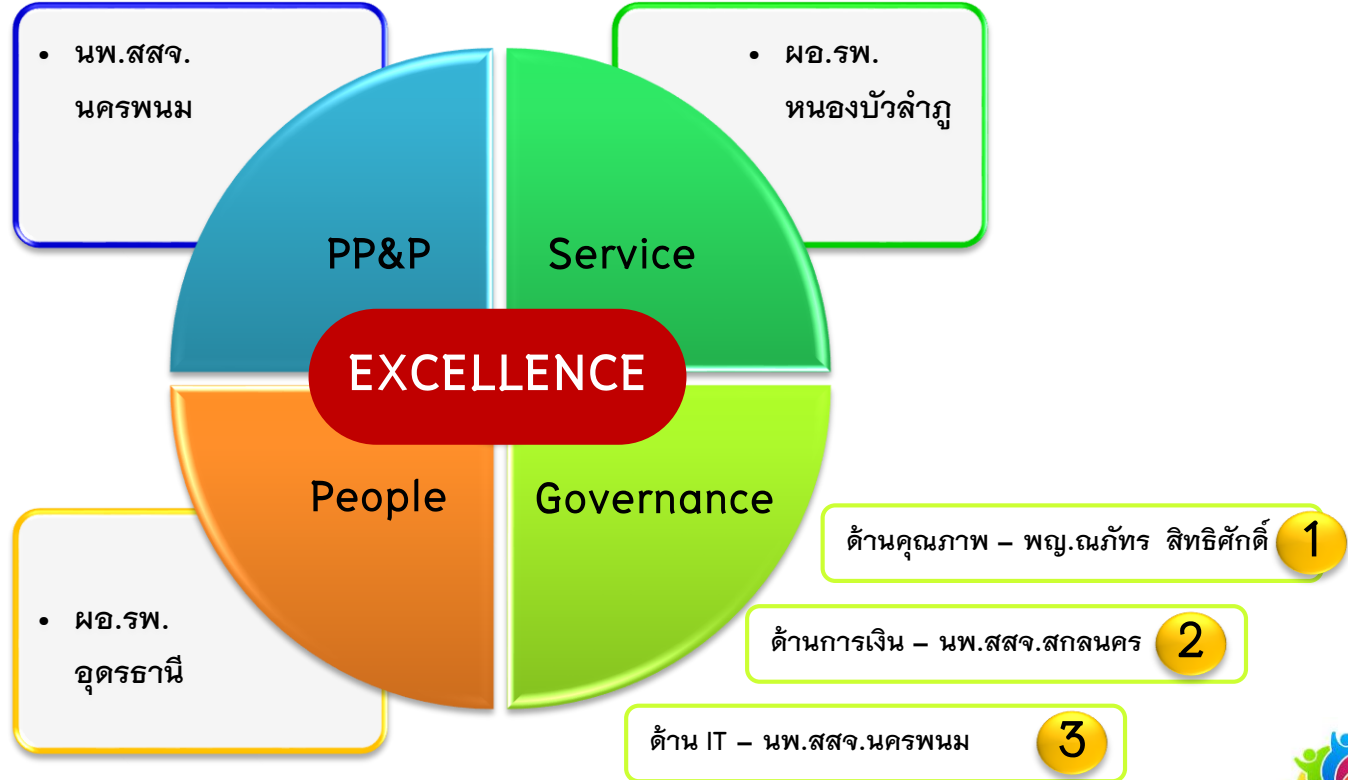 • นพ.สสจ.
นครพนม
• ผอ.รพ.
หนองบัวลำภู
PP&P
Service
EXCELLENCE
People
Governance
• ผอ.รพ.
อุดรธานี
ด้านคุณภาพ – พญ.ณภัทร สิทธิศักดิ์
1
ด้านการเงิน – นพ.สสจ.สกลนคร
2
ด้าน IT – นพ.สสจ.นครพนม
3